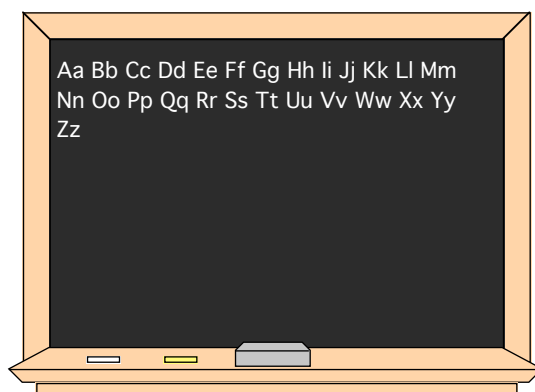 Aa Bb Cc Dd Ee Ff Gg Hh Ii Jj Kk Ll Mm
Nn Oo Pp Qq Rr Ss Tt Uu Vv Ww Xx Yy
Zz